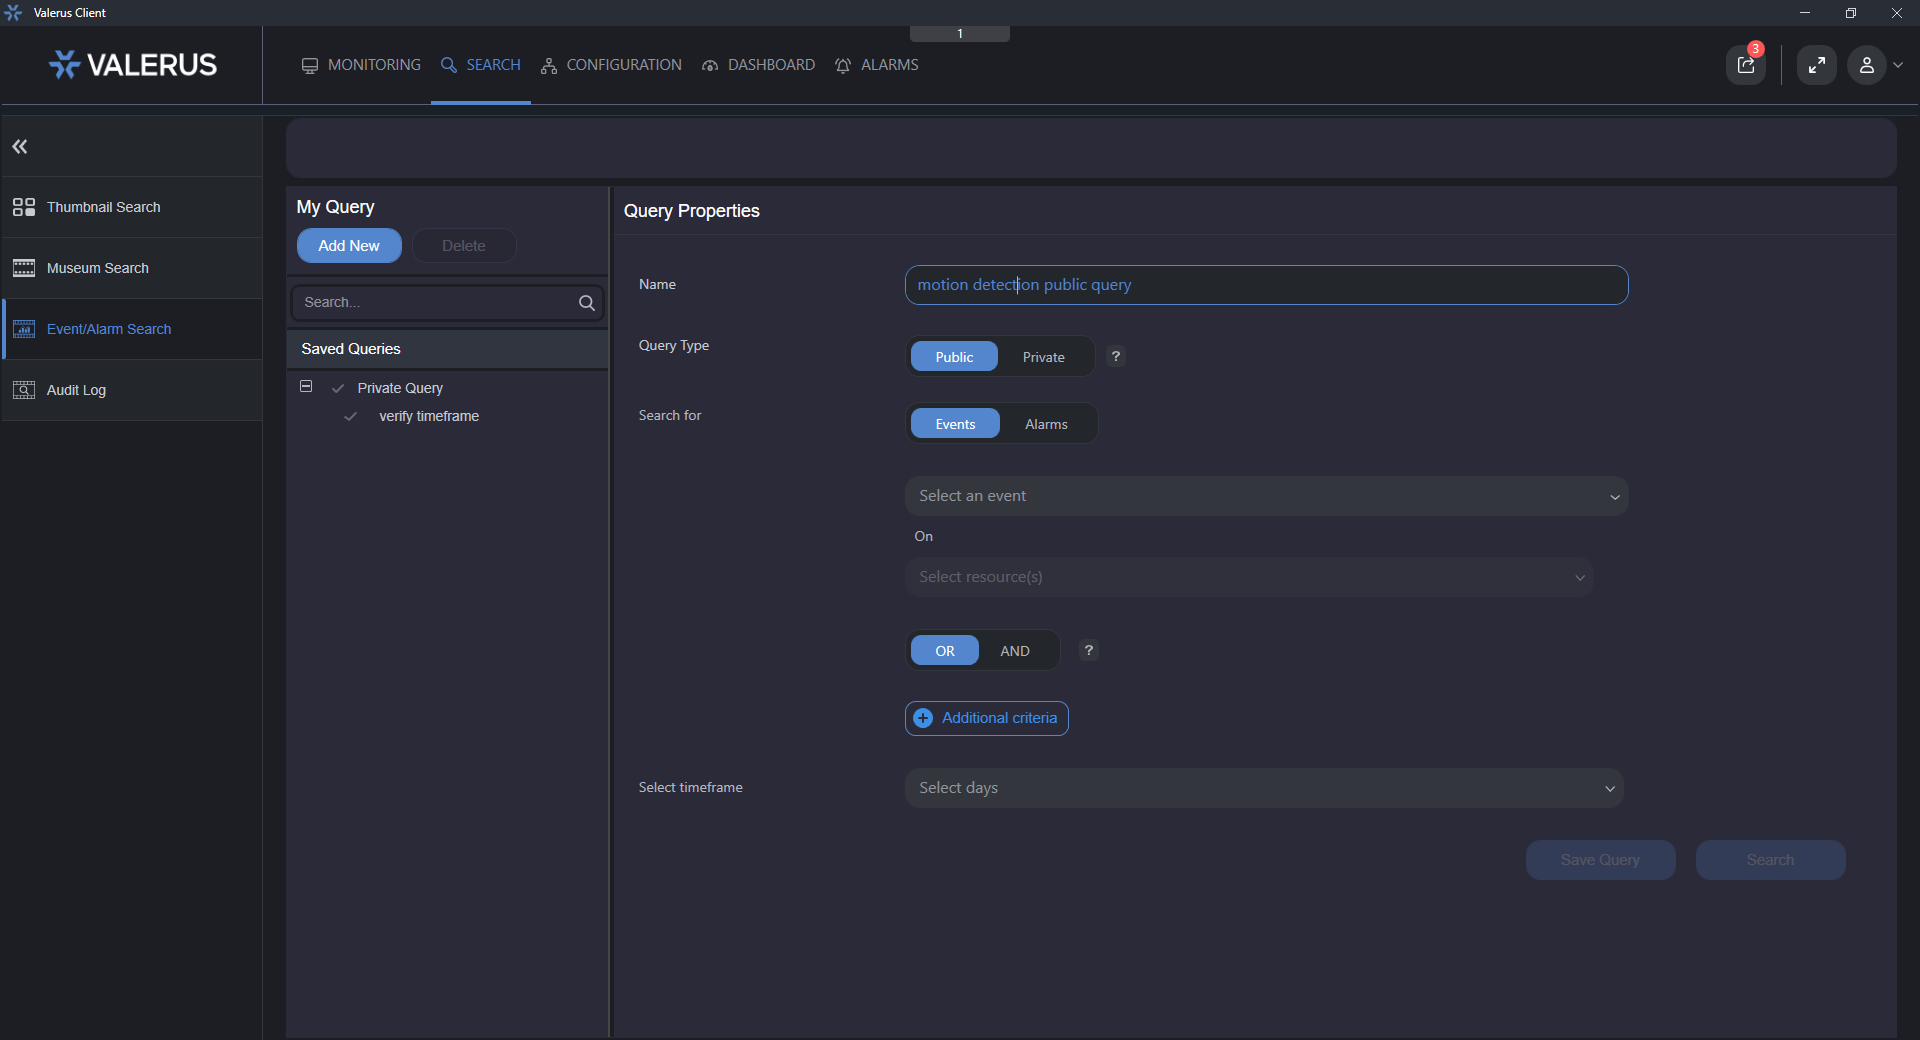 Valerus Client
1
VALERUS
MONITORING
SEARCH
CONFIGURATION
DASHBOARD
ALARMS
3
Thumbnail Search
Museum Search
Event/Alarm Search
Audit Log
My Query
Add New
Delete
Search...
Saved Queries
Private Query
verify timeframe
Query Properties
Name
motion detection public query
Query Type
Public
Private
?
Search for
Events
Alarms
Select an event
On
Select resource(s)
OR
AND
?
Additional criteria
Select timeframe
Select days
Save Query
Search